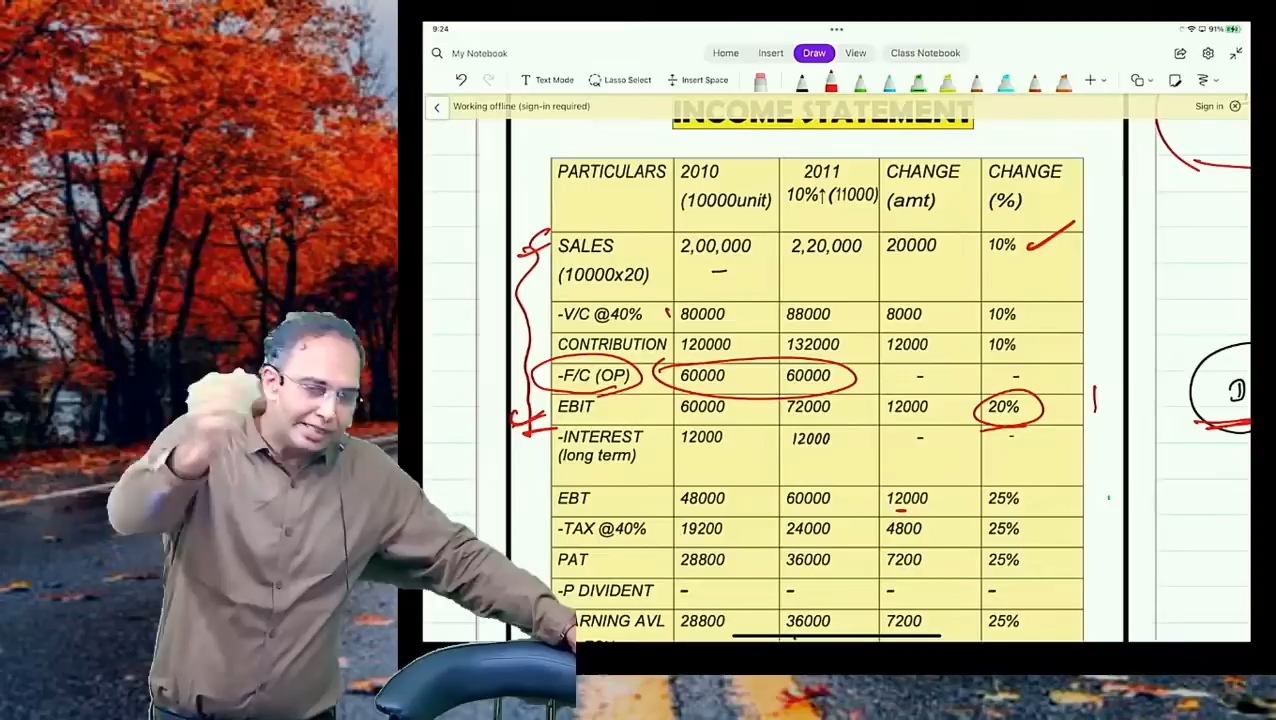 9:24
91%
My Notebook
Home Insert Draw View Class Notebook
Text Mode Lasso Select Insert Space
Working offline (sign-in required) Sign in
INCOME STATEMENT
PARTICULARS 2010 (10000unit) 2011 10%↑(11000) CHANGE (amt) CHANGE (%)
SALES (10000x20) 2,00,000 2,20,000 20000 10%
-V/C @40% 80000 88000 8000 10%
CONTRIBUTION 120000 132000 12000 10%
-F/C (OP) 60000 60000 - -
EBIT 60000 72000 12000 20%
-INTEREST (long term) 12000 12000 - -
EBT 48000 60000 12000 25%
-TAX @40% 19200 24000 4800 25%
PAT 28800 36000 7200 25%
-P DIVIDENT - - - -
ARNING AVL 28800 36000 7200 25%
D